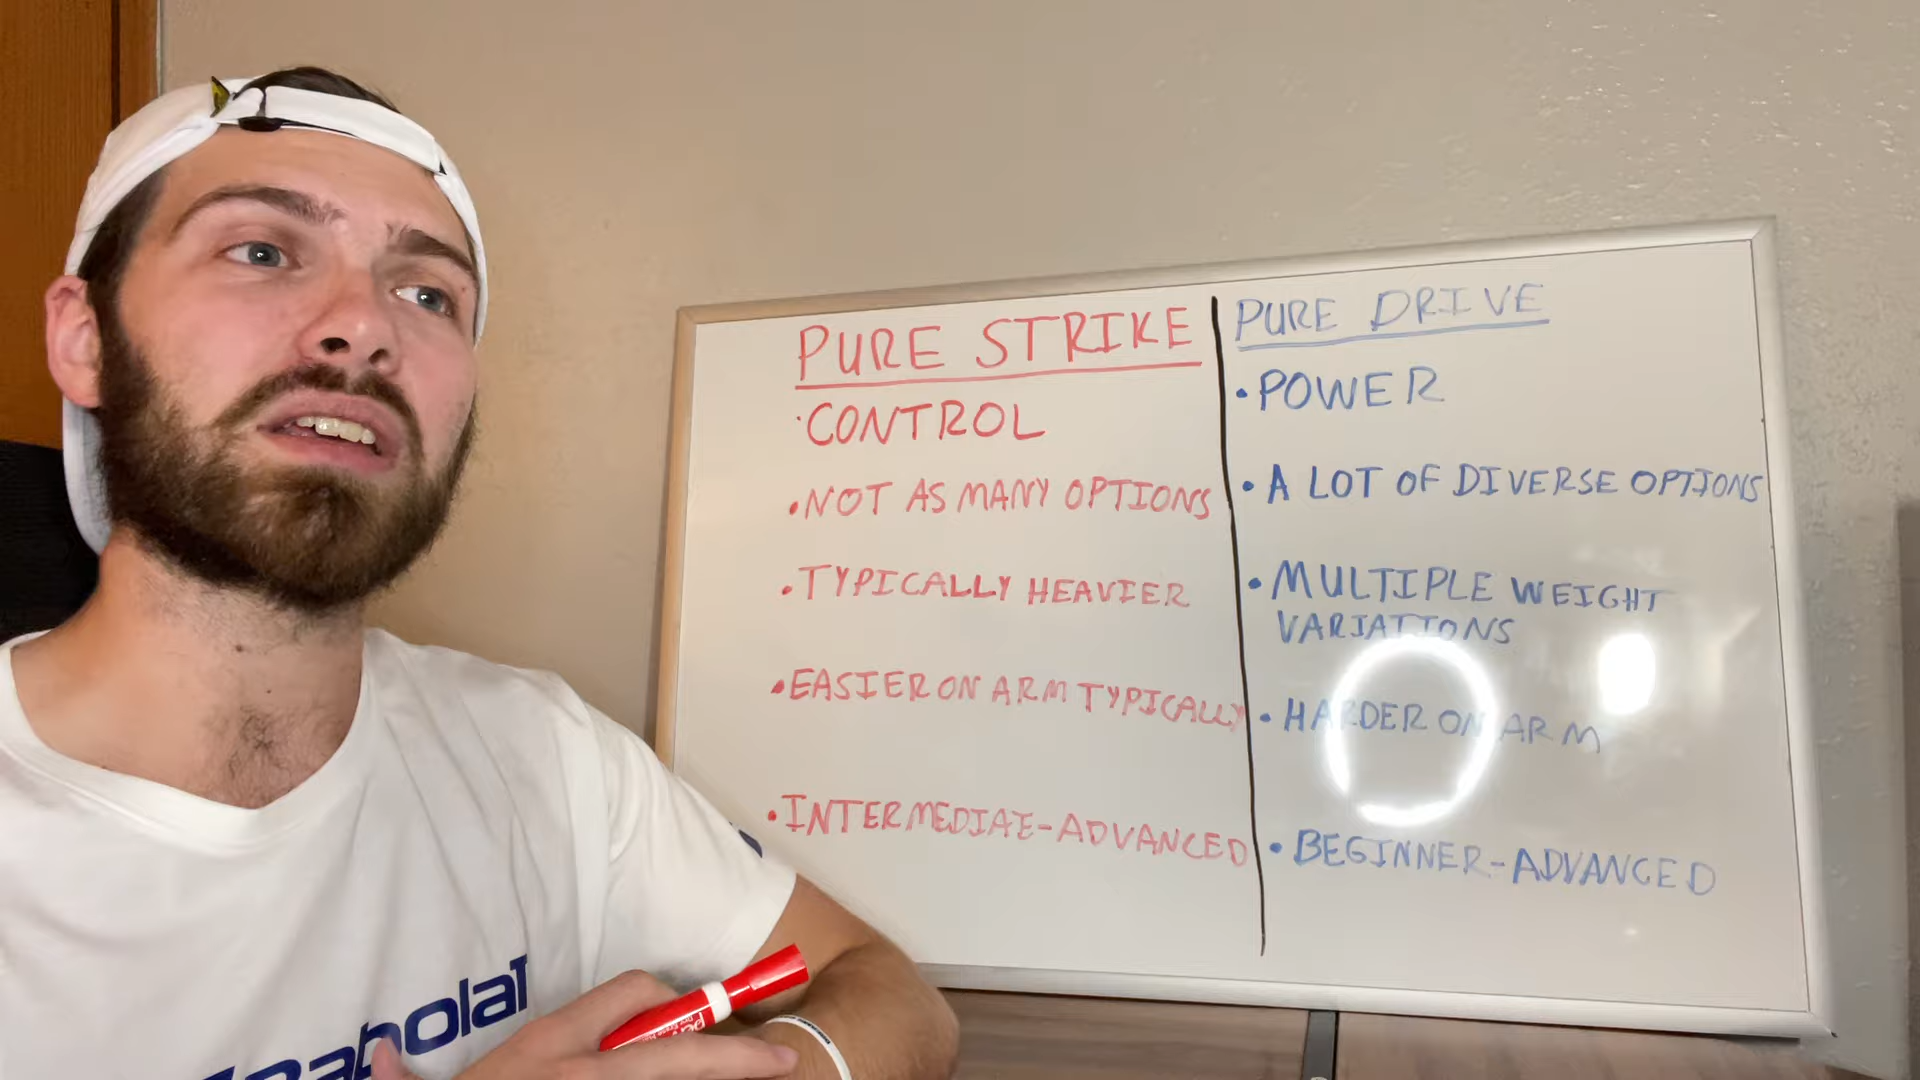 PURE STRIKE
• CONTROL
• NOT AS MANY OPTIONS
• TYPICALLY HEAVIER
• EASIER ON ARM TYPICALLY
• INTERMEDIATE-ADVANCED
PURE DRIVE
• POWER
• A LOT OF DIVERSE OPTIONS
• MULTIPLE WEIGHT
VARIATIONS
• HARDER ON ARM
• BEGINNER-ADVANCED
Babolat